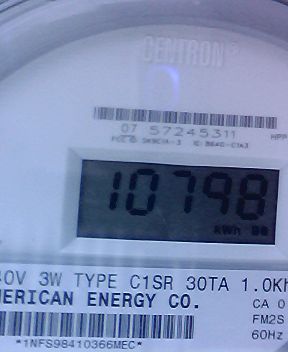 CENTRON®
07 57245311
10798
kWh
40V 3W TYPE C1SR 30TA 1.0Kh
MERICAN ENERGY CO.
CA 0
FM2S
60Hz
*1NFS98410366MEC*